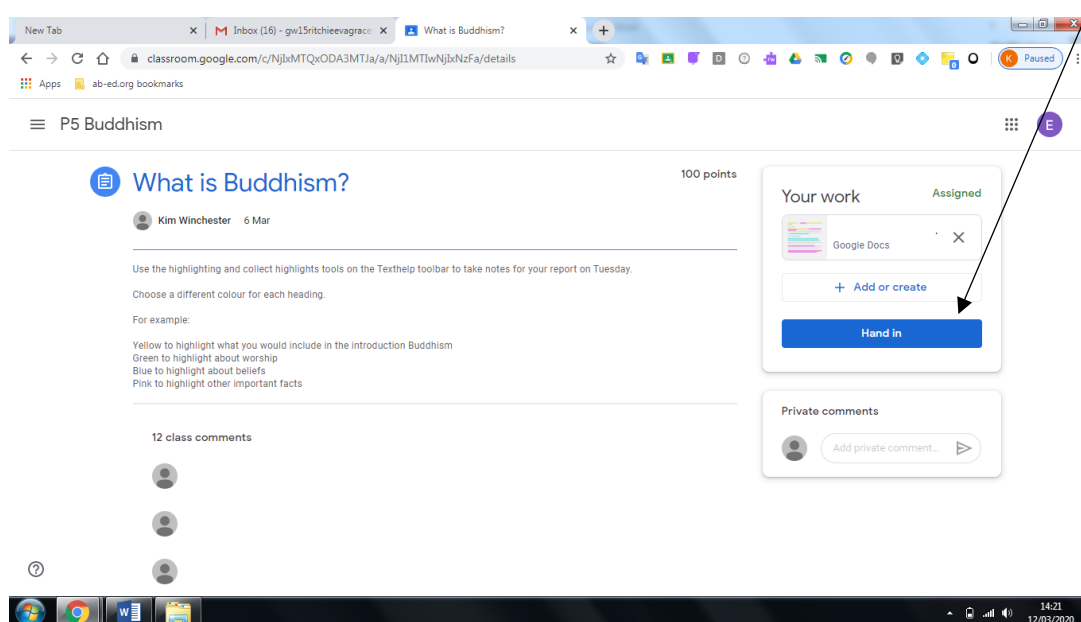 New Tab
Inbox (16) - gw15ritchieevagrace
What is Buddhism?
classroom.google.com/c/NjIxMTQxODA3MTJa/a/NjI1MTIwNjIxNzFa/details
Paused
Apps
ab-ed.org bookmarks
P5 Buddhism
E
What is Buddhism?
100 points
Kim Winchester 6 Mar
Use the highlighting and collect highlights tools on the Texthelp toolbar to take notes for your report on Tuesday.
Choose a different colour for each heading.
For example:
Yellow to highlight what you would include in the introduction Buddhism
Green to highlight about worship
Blue to highlight about beliefs
Pink to highlight other important facts
12 class comments
Your work
Assigned
Google Docs
+ Add or create
Hand in
Private comments
Add private comment...
14:21
12/03/2020